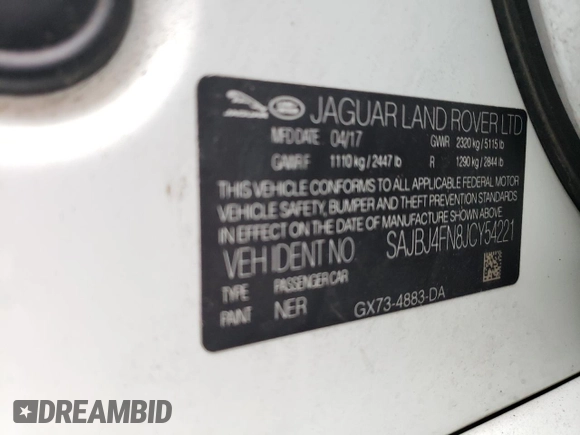 JAGUAR LAND ROVER LTD
MFD DATE 04/17 GVWR 2320 kg / 5115 lb
GAWR F 1110 kg / 2447 lb R 1290 kg / 2844 lb
THIS VEHICLE CONFORMS TO ALL APPLICABLE FEDERAL MOTOR
VEHICLE SAFETY, BUMPER AND THEFT PREVENTION STANDARDS
IN EFFECT ON THE DATE OF MANUFACTURE SHOWN ABOVE
VEH IDENT NO SAJBJ4FN8JCY54221
TYPE PASSENGER CAR
PAINT NER
GX73-4883-DA
DREAMBID